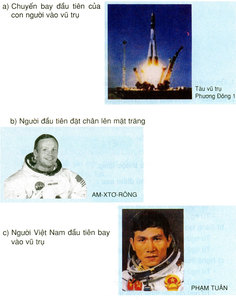 a) Chuyến bay đầu tiên của
con người vào vũ trụ
Tàu vũ trụ
Phương Đông 1
b) Người đầu tiên đặt chân lên mặt trăng
AM-XTƠ-RÔNG
c) Người Việt Nam đầu tiên bay
vào vũ trụ
PHẠM TUÂN